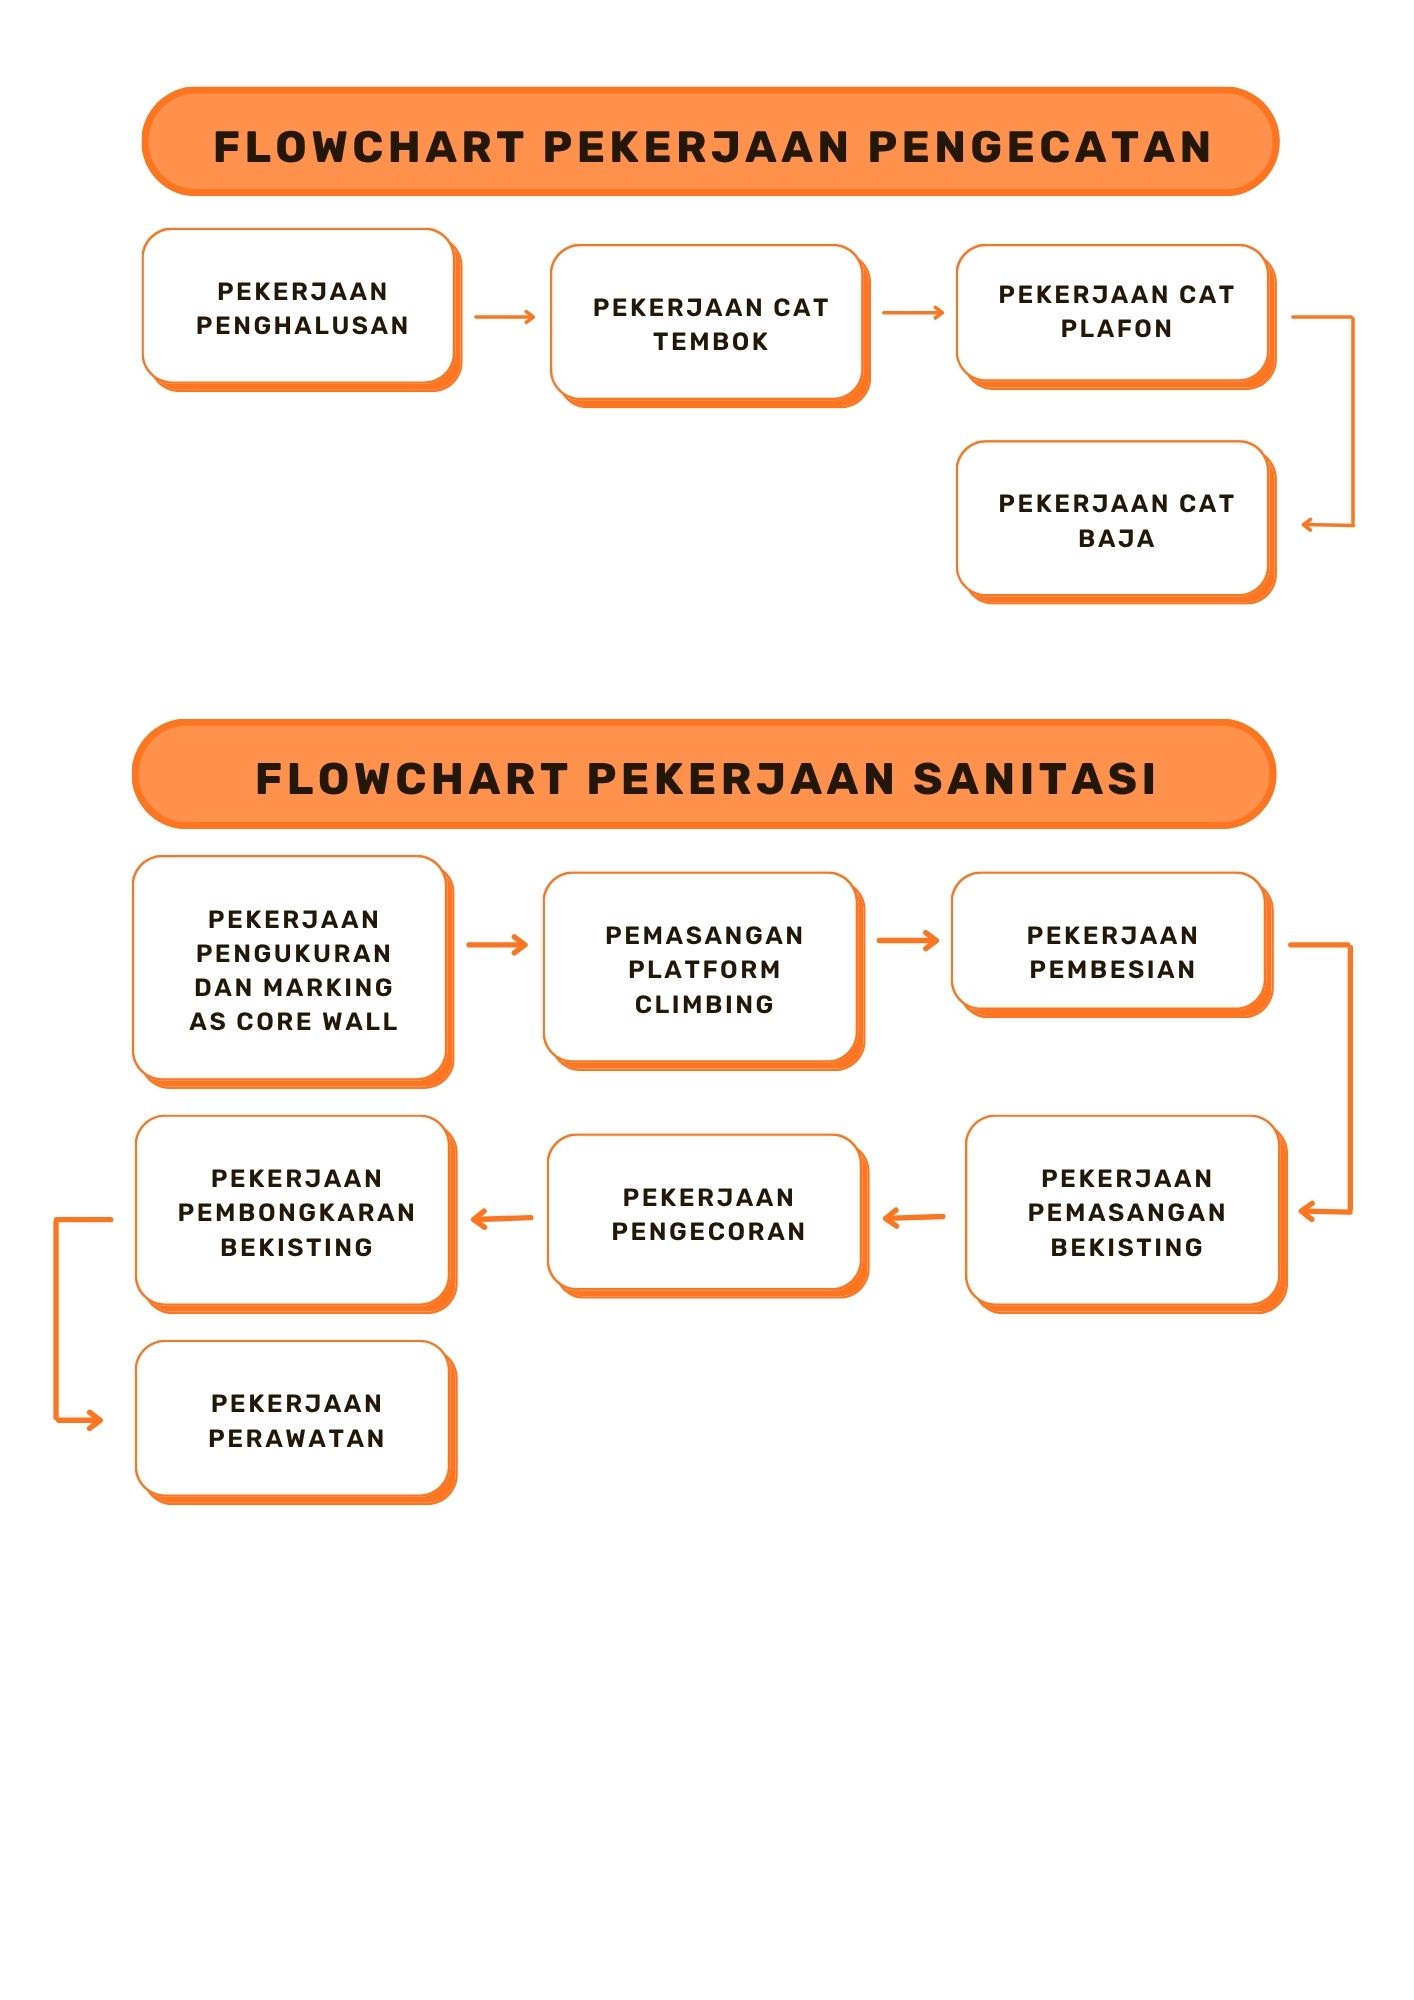 FLOWCHART PEKERJAAN PENGECATAN
PEKERJAAN
PENGHALUSAN
PEKERJAAN CAT
TEMBOK
PEKERJAAN CAT
PLAFON
PEKERJAAN CAT
BAJA
FLOWCHART PEKERJAAN SANITASI
PEKERJAAN
PENGUKURAN
DAN MARKING
AS CORE WALL
PEMASANGAN
PLATFORM
CLIMBING
PEKERJAAN
PEMBESIAN
PEKERJAAN
PEMASANGAN
BEKISTING
PEKERJAAN
PENGECORAN
PEKERJAAN
PEMBONGKARAN
BEKISTING
PEKERJAAN
PERAWATAN